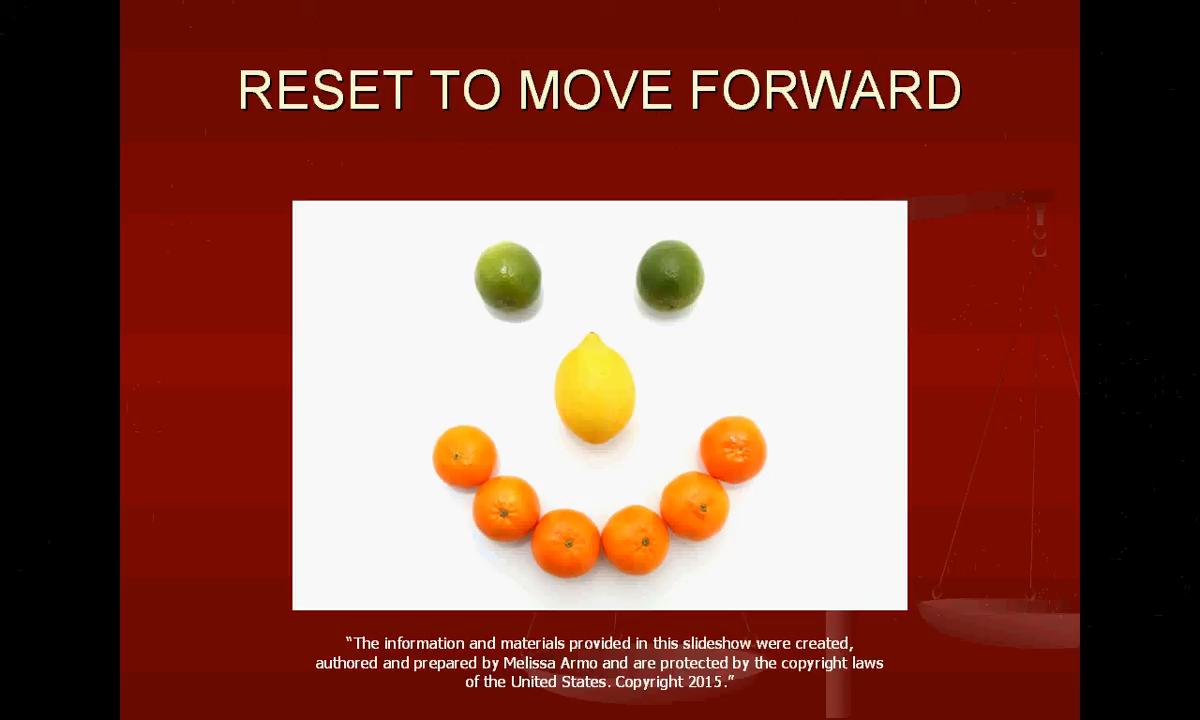 RESET TO MOVE FORWARD
“The information and materials provided in this slideshow were created,
authored and prepared by Melissa Armo and are protected by the copyright laws
of the United States. Copyright 2015.”